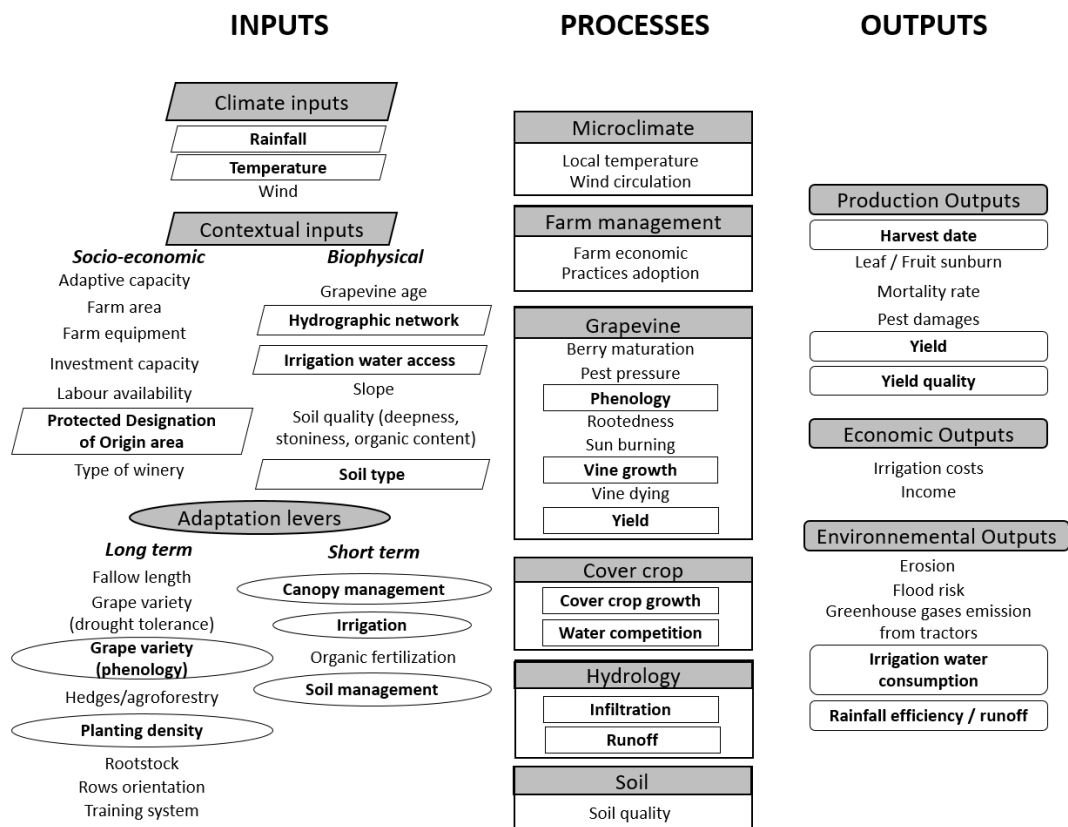 INPUTS
PROCESSES
OUTPUTS
Climate inputs
Rainfall
Temperature
Wind
Contextual inputs
Socio-economic
Adaptive capacity
Farm area
Farm equipment
Investment capacity
Labour availability
Protected Designation
of Origin area
Type of winery
Biophysical
Grapevine age
Hydrographic network
Irrigation water access
Slope
Soil quality (deepness,
stoniness, organic content)
Soil type
Adaptation levers
Long term
Fallow length
Grape variety
(drought tolerance)
Grape variety
(phenology)
Hedges/agroforestry
Planting density
Rootstock
Rows orientation
Training system
Short term
Canopy management
Irrigation
Organic fertilization
Soil management
Microclimate
Local temperature
Wind circulation
Farm management
Farm economic
Practices adoption
Grapevine
Berry maturation
Pest pressure
Phenology
Rootedness
Sun burning
Vine growth
Vine dying
Yield
Cover crop
Cover crop growth
Water competition
Hydrology
Infiltration
Runoff
Soil
Soil quality
Production Outputs
Harvest date
Leaf / Fruit sunburn
Mortality rate
Pest damages
Yield
Yield quality
Economic Outputs
Irrigation costs
Income
Environnemental Outputs
Erosion
Flood risk
Greenhouse gases emission
from tractors
Irrigation water
consumption
Rainfall efficiency / runoff